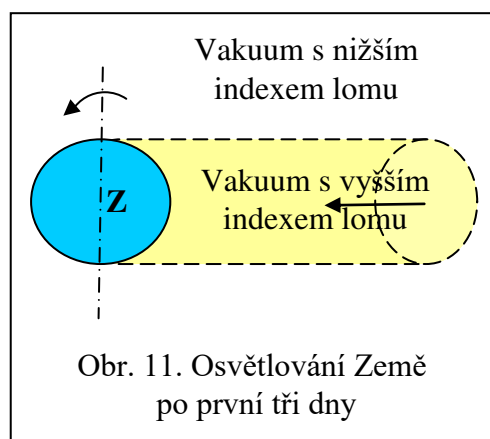 Vakuum s nižším
indexem lomu
Vakuum s vyšším
indexem lomu
Z
Obr. 11. Osvětlování Země
po první tři dny